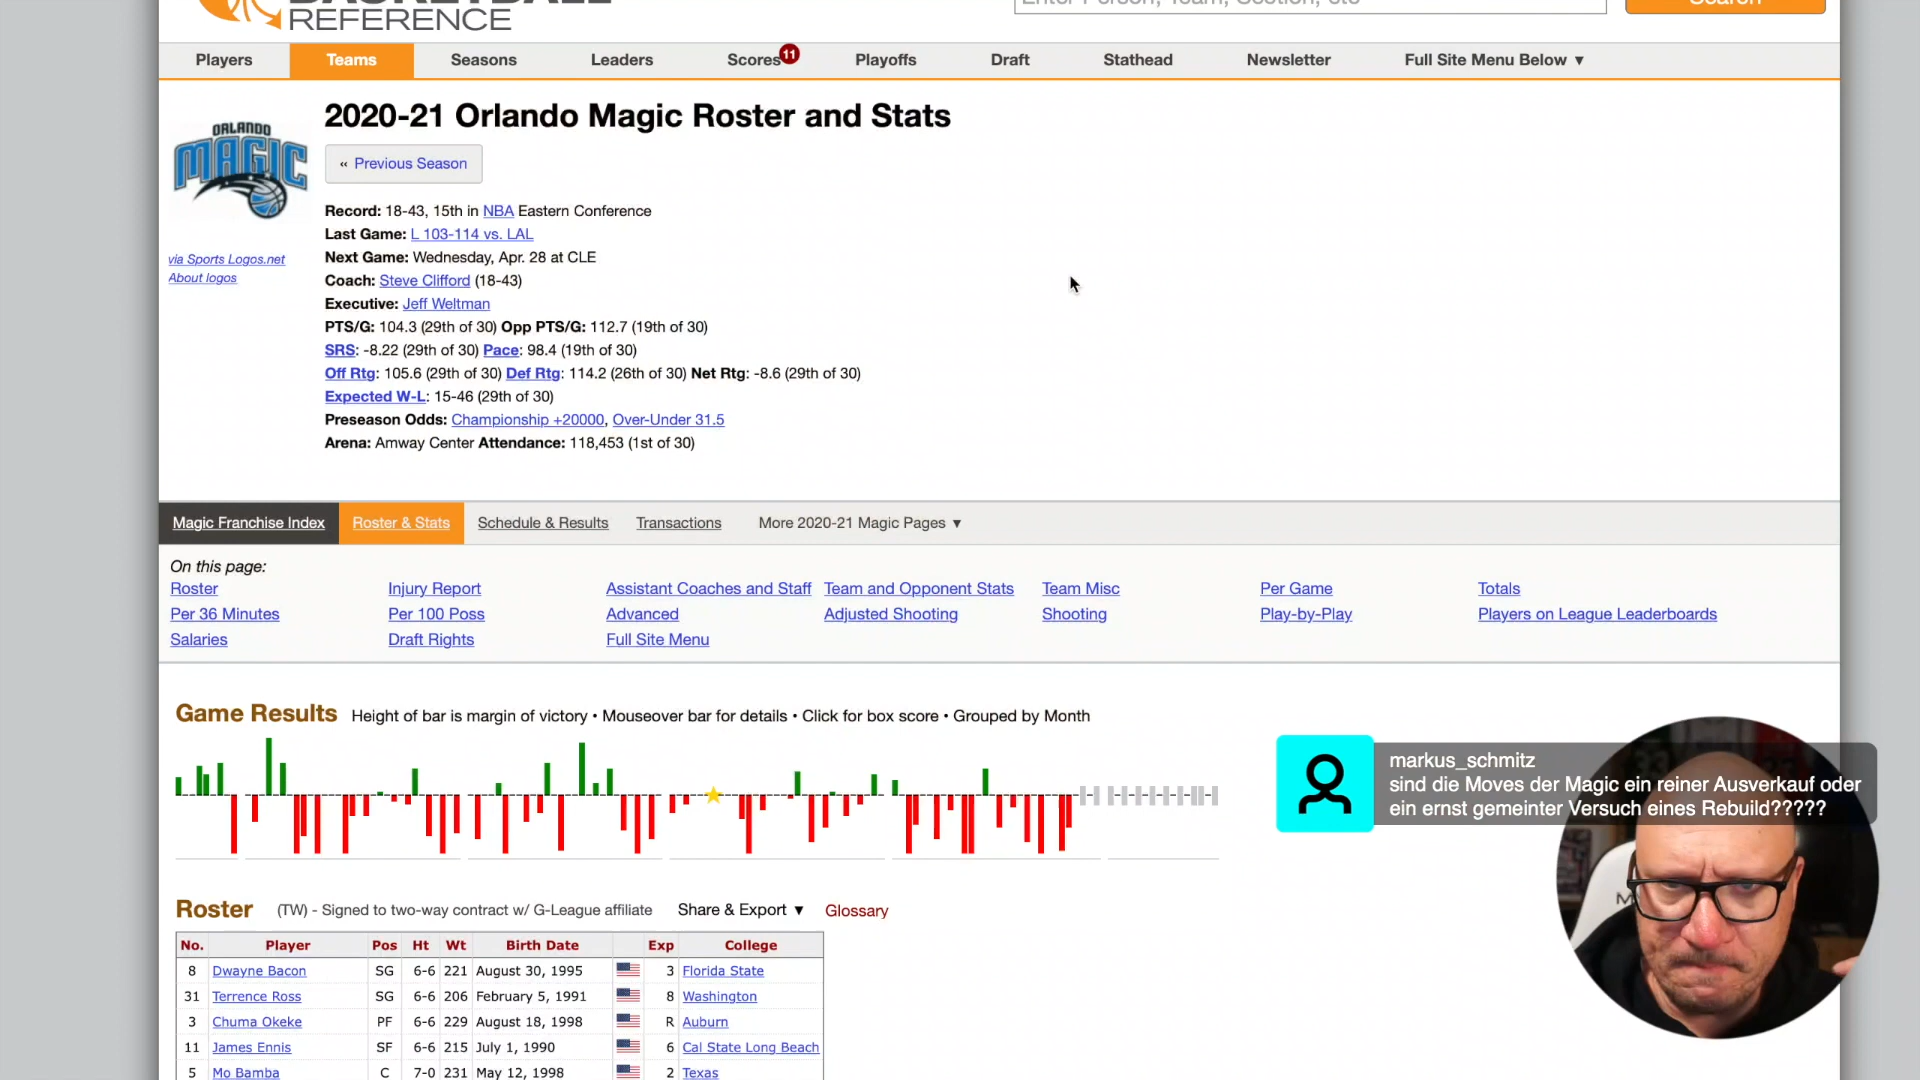 REFERENCE
Players Teams Seasons Leaders Scores 11 Playoffs Draft Stathead Newsletter Full Site Menu Below ▼
ORLANDO
MAGIC
2020-21 Orlando Magic Roster and Stats
« Previous Season
Record: 18-43, 15th in NBA Eastern Conference
Last Game: L 103-114 vs. LAL
via Sports Logos.net
About logos
Next Game: Wednesday, Apr. 28 at CLE
Coach: Steve Clifford (18-43)
Executive: Jeff Weltman
PTS/G: 104.3 (29th of 30) Opp PTS/G: 112.7 (19th of 30)
SRS: -8.22 (29th of 30) Pace: 98.4 (19th of 30)
Off Rtg: 105.6 (29th of 30) Def Rtg: 114.2 (26th of 30) Net Rtg: -8.6 (29th of 30)
Expected W-L: 15-46 (29th of 30)
Preseason Odds: Championship +20000, Over-Under 31.5
Arena: Amway Center Attendance: 118,453 (1st of 30)
Magic Franchise Index Roster & Stats Schedule & Results Transactions More 2020-21 Magic Pages ▼
On this page:
Roster Injury Report Assistant Coaches and Staff Team and Opponent Stats Team Misc Per Game Totals
Per 36 Minutes Per 100 Poss Advanced Adjusted Shooting Shooting Play-by-Play Players on League Leaderboards
Salaries Draft Rights Full Site Menu
Game Results Height of bar is margin of victory • Mouseover bar for details • Click for box score • Grouped by Month
markus_schmitz
sind die Moves der Magic ein reiner Ausverkauf oder
ein ernst gemeinter Versuch eines Rebuild?????
Roster (TW) - Signed to two-way contract w/ G-League affiliate Share & Export ▼ Glossary
No. Player Pos Ht Wt Birth Date Exp College
8 Dwayne Bacon SG 6-6 221 August 30, 1995 3 Florida State
31 Terrence Ross SG 6-6 206 February 5, 1991 8 Washington
3 Chuma Okeke PF 6-6 229 August 18, 1998 R Auburn
11 James Ennis SF 6-6 215 July 1, 1990 6 Cal State Long Beach
5 Mo Bamba C 7-0 231 May 12, 1998 2 Texas